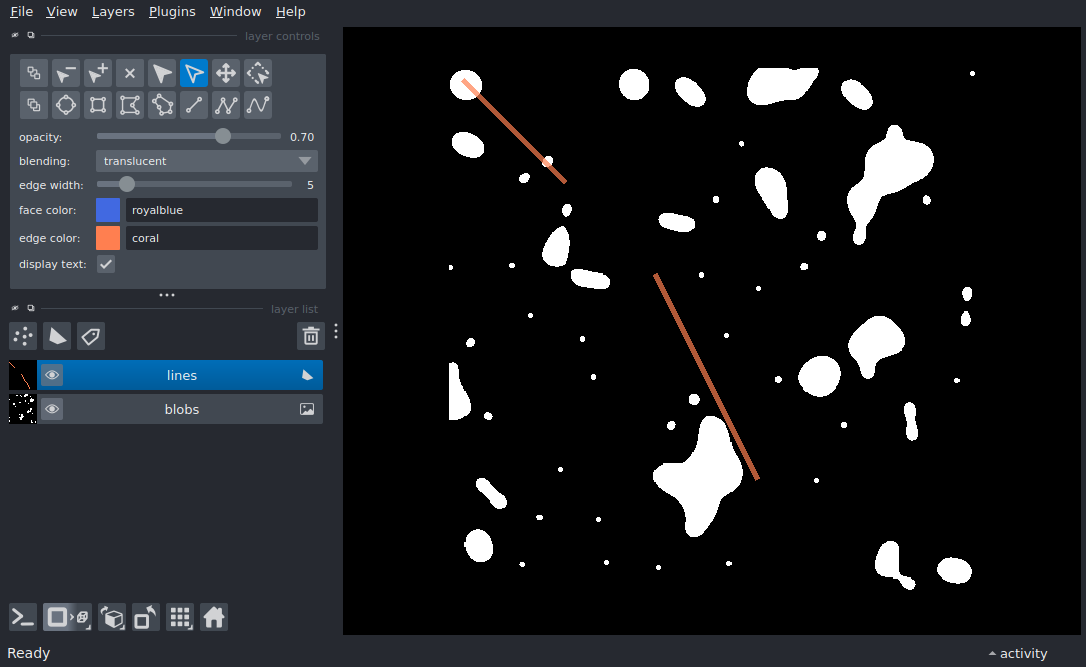 File View Layers Plugins Window Help
layer controls
opacity: 0.70
blending: translucent
edge width: 5
face color: royalblue
edge color: coral
display text:
layer list
lines
blobs
Ready
activity